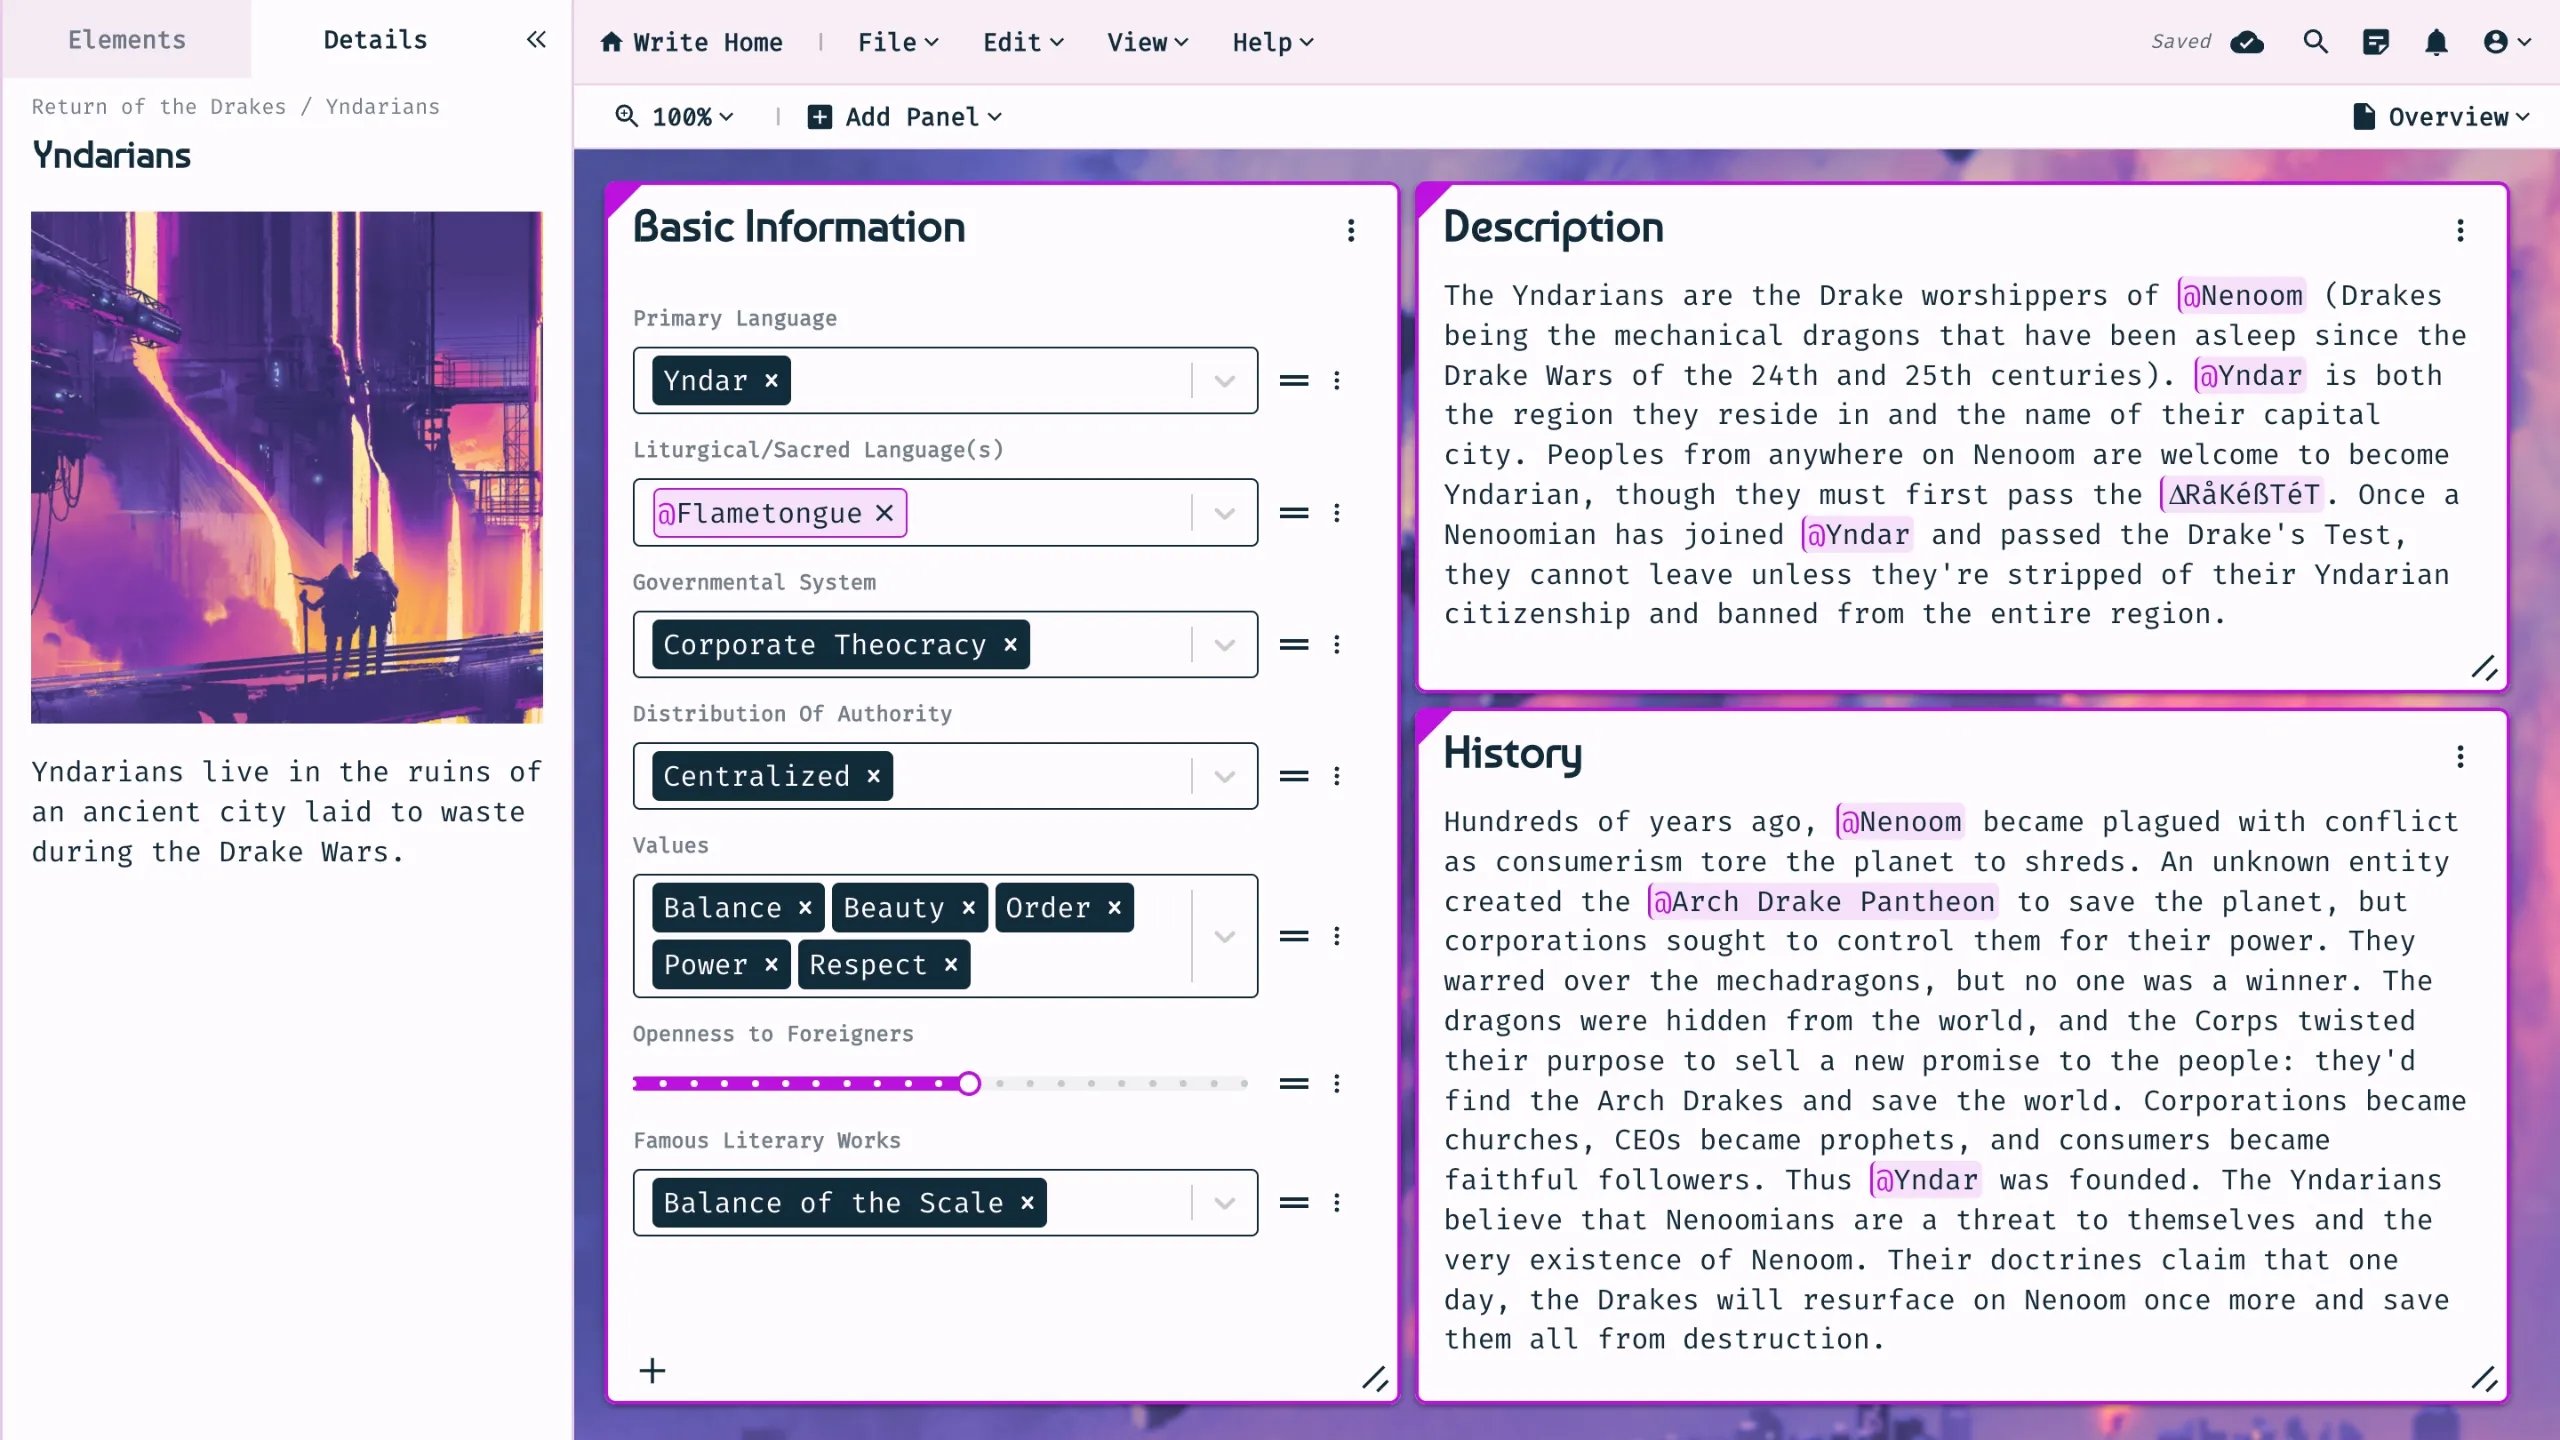 Elements
Details
Return of the Drakes / Yndarians
Yndarians
Yndarians live in the ruins of
an ancient city laid to waste
during the Drake Wars.
Write Home | File Edit View Help
Saved
100% | Add Panel
Overview
Basic Information
Primary Language
Yndar ×
Liturgical/Sacred Language(s)
@Flametongue ×
Governmental System
Corporate Theocracy ×
Distribution Of Authority
Centralized ×
Values
Balance × Beauty × Order ×
Power × Respect ×
Openness to Foreigners
Famous Literary Works
Balance of the Scale ×
Description
The Yndarians are the Drake worshippers of @Nenoom (Drakes
being the mechanical dragons that have been asleep since the
Drake Wars of the 24th and 25th centuries). @Yndar is both
the region they reside in and the name of their capital
city. Peoples from anywhere on Nenoom are welcome to become
Yndarian, though they must first pass the ∆RåKéßTéT. Once a
Nenoomian has joined @Yndar and passed the Drake's Test,
they cannot leave unless they're stripped of their Yndarian
citizenship and banned from the entire region.
History
Hundreds of years ago, @Nenoom became plagued with conflict
as consumerism tore the planet to shreds. An unknown entity
created the @Arch Drake Pantheon to save the planet, but
corporations sought to control them for their power. They
warred over the mechadragons, but no one was a winner. The
dragons were hidden from the world, and the Corps twisted
their purpose to sell a new promise to the people: they'd
find the Arch Drakes and save the world. Corporations became
churches, CEOs became prophets, and consumers became
faithful followers. Thus @Yndar was founded. The Yndarians
believe that Nenoomians are a threat to themselves and the
very existence of Nenoom. Their doctrines claim that one
day, the Drakes will resurface on Nenoom once more and save
them all from destruction.